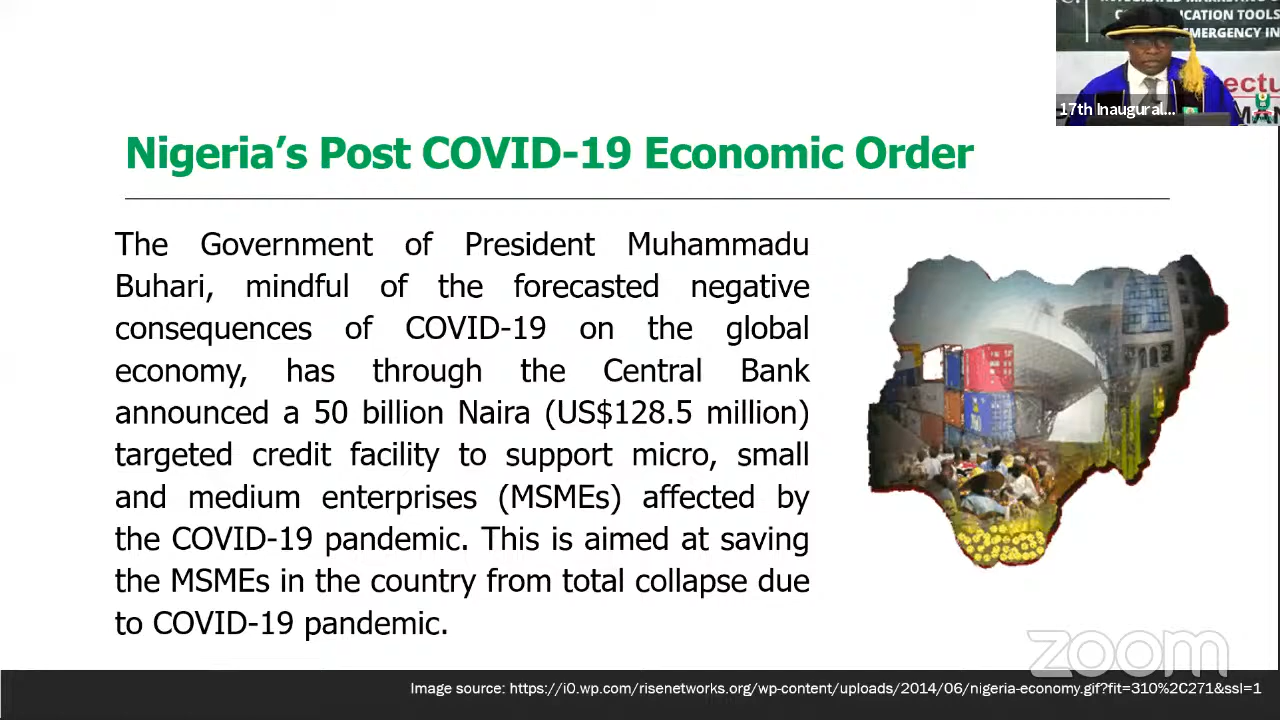 COMMUNICATION TOOLS
EMERGENCY IN
17th Inaugural...
Nigeria's Post COVID-19 Economic Order
The Government of President Muhammadu
Buhari, mindful of the forecasted negative
consequences of COVID-19 on the global
economy, has through the Central Bank
announced a 50 billion Naira (US$128.5 million)
targeted credit facility to support micro, small
and medium enterprises (MSMEs) affected by
the COVID-19 pandemic. This is aimed at saving
the MSMEs in the country from total collapse due
to COVID-19 pandemic.
zoom
Image source: https://i0.wp.com/risenetworks.org/wp-content/uploads/2014/06/nigeria-economy.gif?fit=310%2C271&ssl=1